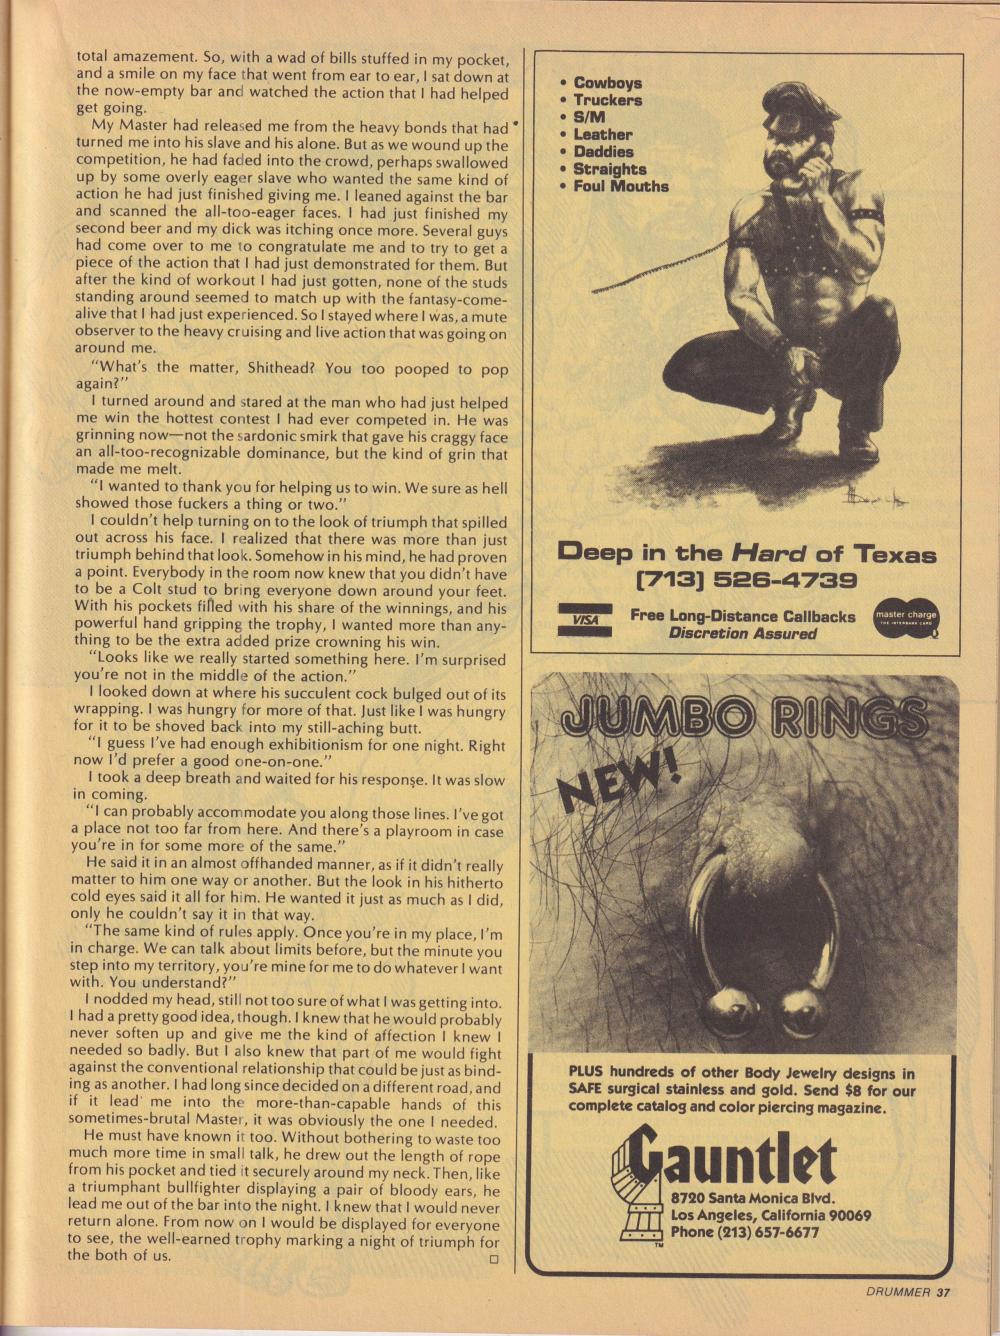 total amazement. So, with a wad of bills stuffed in my pocket,
and a smile on my face that went from ear to ear, I sat down at
the now-empty bar and watched the action that I had helped
get going.
My Master had released me from the heavy bonds that had
turned me into his slave and his alone. But as we wound up the
competition, he had faded into the crowd, perhaps swallowed
up by some overly eager slave who wanted the same kind of
action he had just finished giving me. I leaned against the bar
and scanned the all-too-eager faces. I had just finished my
second beer and my dick was itching once more. Several guys
had come over to me to congratulate me and to try to get a
piece of the action that I had just demonstrated for them. But
after the kind of workout I had just gotten, none of the studs
standing around seemed to match up with the fantasy-come-
alive that I had just experienced. So I stayed where I was, a mute
observer to the heavy cruising and live action that was going on
around me.
"What's the matter, Shithead? You too pooped to pop
again?"
I turned around and stared at the man who had just helped
me win the hottest contest I had ever competed in. He was
grinning now—not the sardonic smirk that gave his craggy face
an all-too-recognizable dominance, but the kind of grin that
made me melt.
"I wanted to thank you for helping us to win. We sure as hell
showed those fuckers a thing or two."
I couldn't help turning on to the look of triumph that spilled
out across his face. I realized that there was more than just
triumph behind that look. Somehow in his mind, he had proven
a point. Everybody in the room now knew that you didn't have
to be a Colt stud to bring everyone down around your feet.
With his pockets filled with his share of the winnings, and his
powerful hand gripping the trophy, I wanted more than any-
thing to be the extra added prize crowning his win.
"Looks like we really started something here. I'm surprised
you're not in the middle of the action."
I looked down at where his succulent cock bulged out of its
wrapping. I was hungry for more of that. Just like I was hungry
for it to be shoved back into my still-aching butt.
"I guess I've had enough exhibitionism for one night. Right
now I'd prefer a good one-on-one."
I took a deep breath and waited for his response. It was slow
in coming.
"I can probably accommodate you along those lines. I've got
a place not too far from here. And there's a playroom in case
you're in for some more of the same."
He said it in an almost offhanded manner, as if it didn't really
matter to him one way or another. But the look in his hitherto
cold eyes said it all for him. He wanted it just as much as I did,
only he couldn't say it in that way.
"The same kind of rules apply. Once you're in my place, I'm
in charge. We can talk about limits before, but the minute you
step into my territory, you're mine for me to do whatever I want
with. You understand?"
I nodded my head, still not too sure of what I was getting into.
I had a pretty good idea, though. I knew that he would probably
never soften up and give me the kind of affection I knew I
needed so badly. But I also knew that part of me would fight
against the conventional relationship that could be just as bind-
ing as another. I had long since decided on a different road, and
if it lead me into the more-than-capable hands of this
sometimes-brutal Master, it was obviously the one I needed.
He must have known it too. Without bothering to waste too
much more time in small talk, he drew out the length of rope
from his pocket and tied it securely around my neck. Then, like
a triumphant bullfighter displaying a pair of bloody ears, he
lead me out of the bar into the night. I knew that I would never
return alone. From now on I would be displayed for everyone
to see, the well-earned trophy marking a night of triumph for
the both of us. □
• Cowboys
• Truckers
• S/M
• Leather
• Daddies
• Straights
• Foul Mouths
Deep in the Hard of Texas
(713) 526-4739
VISA
Free Long-Distance Callbacks
Discretion Assured
master charge
THE INTERBANK CARD
JUMBO RINGS
NEW!
PLUS hundreds of other Body Jewelry designs in
SAFE surgical stainless and gold. Send $8 for our
complete catalog and color piercing magazine.
Gauntlet
TM
8720 Santa Monica Blvd.
Los Angeles, California 90069
Phone (213) 657-6677
DRUMMER 37